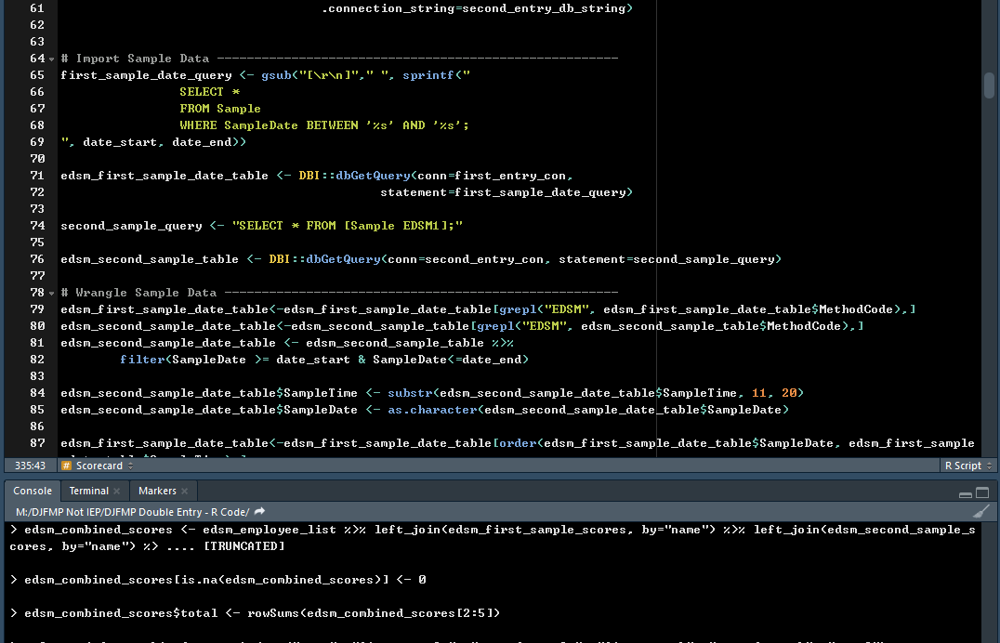 61 .connection_string=second_entry_db_string)
62
63
64 # Import Sample Data ------------------------------------------------------
65 first_sample_date_query <- gsub("[\r\n]"," ", sprintf("
66 SELECT *
67 FROM Sample
68 WHERE SampleDate BETWEEN '%s' AND '%s';
69 ", date_start, date_end))
70
71 edsm_first_sample_date_table <- DBI::dbGetQuery(conn=first_entry_con,
72 statement=first_sample_date_query)
73
74 second_sample_query <- "SELECT * FROM [Sample EDSM1];"
75
76 edsm_second_sample_table <- DBI::dbGetQuery(conn=second_entry_con, statement=second_sample_query)
77
78 # Wrangle Sample Data -----------------------------------------------------
79 edsm_first_sample_date_table<-edsm_first_sample_date_table[grepl("EDSM", edsm_first_sample_date_table$MethodCode),]
80 edsm_second_sample_date_table<-edsm_second_sample_table[grepl("EDSM", edsm_second_sample_table$MethodCode),]
81 edsm_second_sample_date_table <- edsm_second_sample_table %>%
82 filter(SampleDate >= date_start & SampleDate<=date_end)
83
84 edsm_second_sample_date_table$SampleTime <- substr(edsm_second_sample_date_table$SampleTime, 11, 20)
85 edsm_second_sample_date_table$SampleDate <- as.character(edsm_second_sample_date_table$SampleDate)
86
87 edsm_first_sample_date_table<-edsm_first_sample_date_table[order(edsm_first_sample_date_table$SampleDate, edsm_first_sample
335:43 # Scorecard R Script
Console Terminal × Markers ×
M:/DJFMP Not IEP/DJFMP Double Entry - R Code/
> edsm_combined_scores <- edsm_employee_list %>% left_join(edsm_first_sample_scores, by="name") %>% left_join(edsm_second_sample_s
cores, by="name") %> .... [TRUNCATED]
> edsm_combined_scores[is.na(edsm_combined_scores)] <- 0
> edsm_combined_scores$total <- rowSums(edsm_combined_scores[2:5])